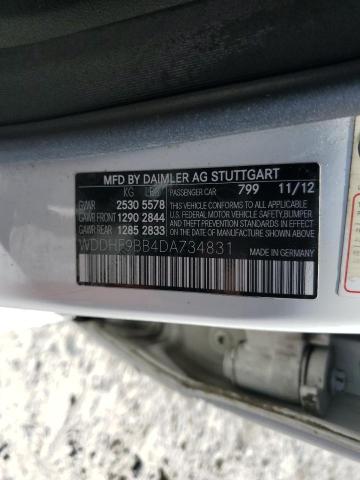 MFD BY DAIMLER AG STUTTGART
KG LBS PASSENGER CAR 799 11/12
GVWR 2530 5578
GAWR FRONT 1290 2844
GAWR REAR 1285 2833
THIS VEHICLE CONFORMS TO ALL APPLICABLE
FEDERAL MOTOR VEHICLE SAFETY, BUMPER,
AND THEFT PREVENTION STANDARDS
IN EFFECT ON THE DATE OF
MANUFACTURE SHOWN ABOVE.
WDDHF9BB4DA734831
MADE IN GERMANY